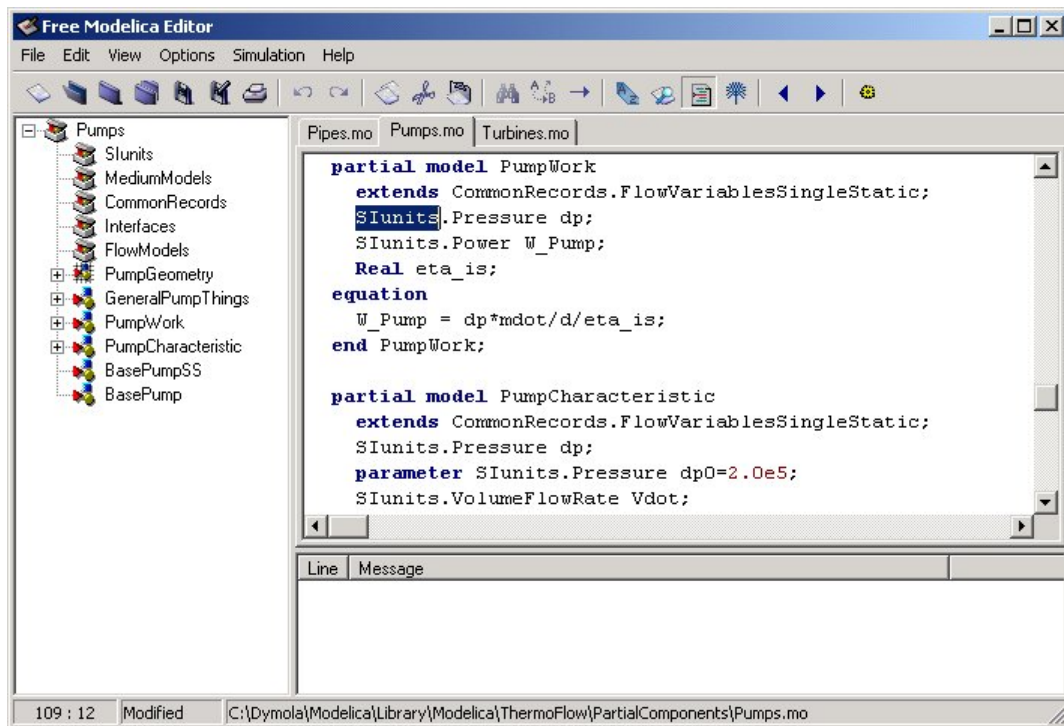 Free Modelica Editor
File Edit View Options Simulation Help
Pumps
SIunits
MediumModels
CommonRecords
Interfaces
FlowModels
PumpGeometry
GeneralPumpThings
PumpWork
PumpCharacteristic
BasePumpSS
BasePump
Pipes.mo Pumps.mo Turbines.mo
partial model PumpWork
extends CommonRecords.FlowVariablesSingleStatic;
SIunits.Pressure dp;
SIunits.Power W_Pump;
Real eta_is;
equation
W_Pump = dp*mdot/d/eta_is;
end PumpWork;
partial model PumpCharacteristic
extends CommonRecords.FlowVariablesSingleStatic;
SIunits.Pressure dp;
parameter SIunits.Pressure dp0=2.0e5;
SIunits.VolumeFlowRate Vdot;
Line Message
109 : 12 Modified C:\Dymola\Modelica\Library\Modelica\ThermoFlow\PartialComponents\Pumps.mo